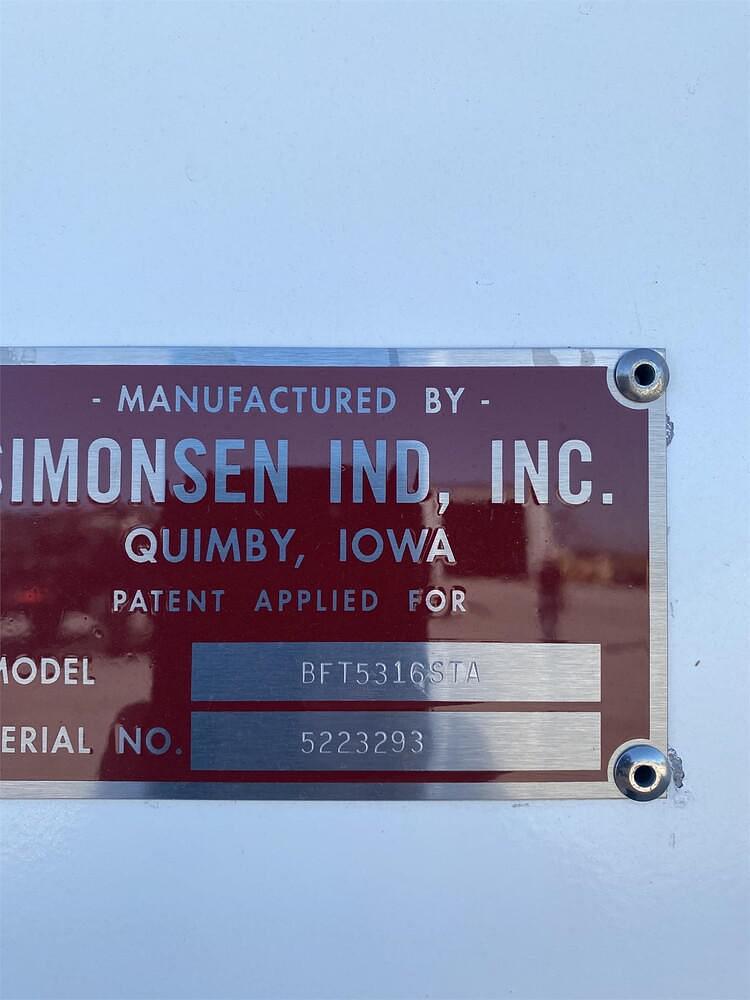 - MANUFACTURED BY -
SIMONSEN IND, INC.
QUIMBY, IOWA
PATENT APPLIED FOR
MODEL BFT5316STA
ERIAL NO. 5223293